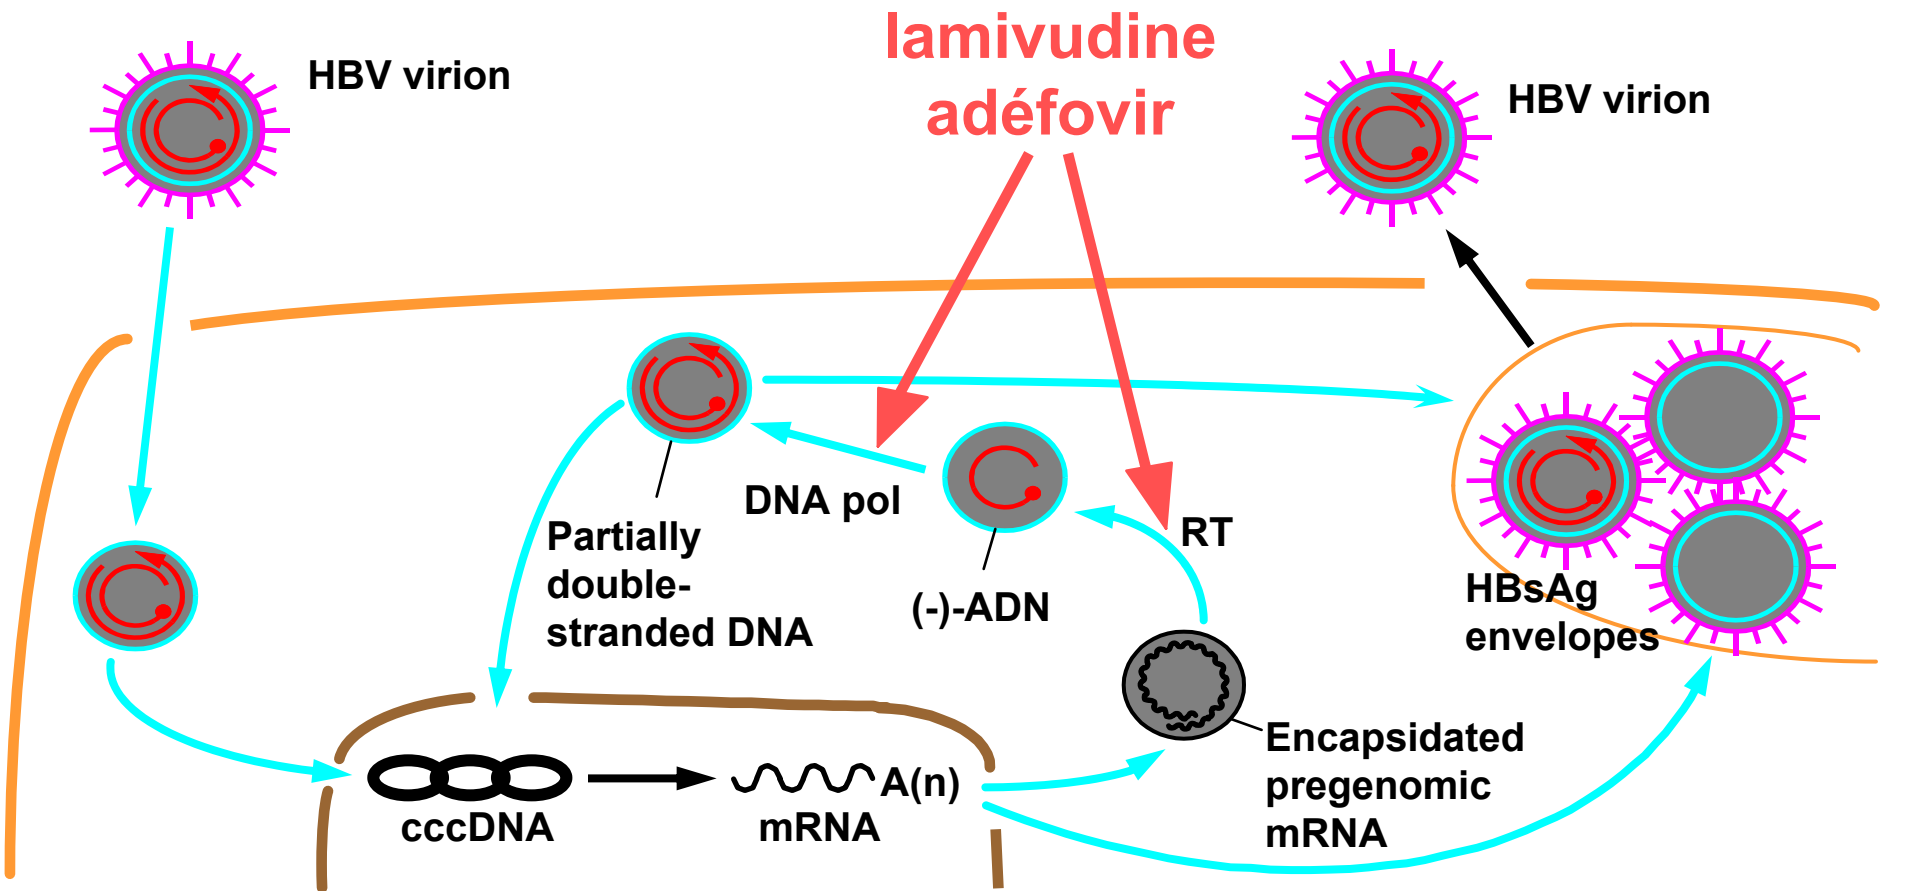 lamivudine
adéfovir
HBV virion
HBV virion
DNA pol
RT
Partially
double-
stranded DNA
(-)-ADN
HBsAg
envelopes
Encapsidated
pregenomic
mRNA
A(n)
cccDNA
mRNA